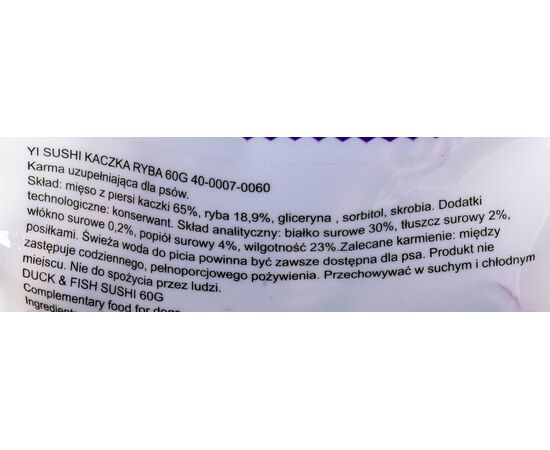 YI SUSHI KACZKA RYBA 60G 40-0007-0060
Karma uzupełniająca dla psów.
Skład: mięso z piersi kaczki 65%, ryba 18,9%, gliceryna , sorbitol, skrobia. Dodatki
technologiczne: konserwant. Skład analityczny: białko surowe 30%, tłuszcz surowy 2%,
włókno surowe 0,2%, popiół surowy 4%, wilgotność 23%.Zalecane karmienie: między
posiłkami. Świeża woda do picia powinna być zawsze dostępna dla psa. Produkt nie
zastępuje codziennego, pełnoporcjowego pożywienia. Przechowywać w suchym i chłodnym
miejscu. Nie do spożycia przez ludzi.
DUCK & FISH SUSHI 60G
Complementary food for dogs